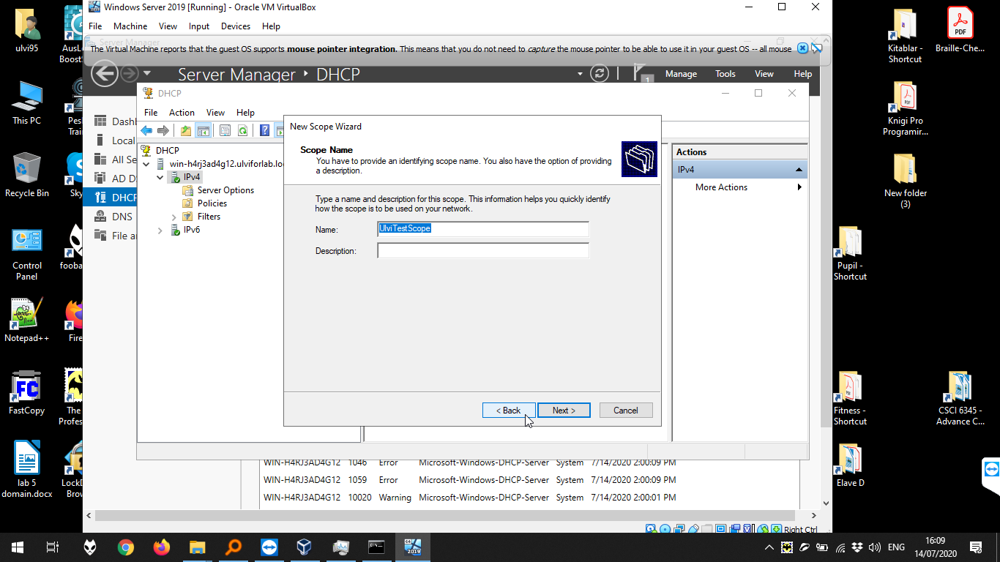 Windows Server 2019 [Running] - Oracle VM VirtualBox
File Machine View Input Devices Help
Server Manager
The Virtual Machine reports that the guest OS supports mouse pointer integration. This means that you do not need to capture the mouse pointer to be able to use it in your guest OS -- all mouse
Server Manager DHCP
1
Manage Tools View Help
Dashb
Local
All Se
AD D
DHCP
DNS
File a
DHCP
File Action View Help
DHCP
win-h4rj3ad4g12.ulviforlab.lo
IPv4
Server Options
Policies
Filters
IPv6
New Scope Wizard
Scope Name
You have to provide an identifying scope name. You also have the option of providing
a description.
Type a name and description for this scope. This information helps you quickly identify
how the scope is to be used on your network.
Name:
UlviTestScope
Description:
< Back
Next >
Cancel
Actions
IPv4
More Actions
WIN-H4RJ3AD4G12 1046 Error Microsoft-Windows-DHCP-Server System 7/14/2020 2:00:09 PM
WIN-H4RJ3AD4G12 1059 Error Microsoft-Windows-DHCP-Server System 7/14/2020 2:00:09 PM
WIN-H4RJ3AD4G12 10020 Warning Microsoft-Windows-DHCP-Server System 7/14/2020 2:00:01 PM
Right Ctrl
ulvi95
AusL
Boost
This PC
Pesh
Train
Recycle Bin
Sky
Control
Panel
fooba
Notepad++
Fire
FC
FastCopy
The
Profes
lab 5
domain.docx
LockD
Brow
Kitablar -
Shortcut
PDF
Braille-Che...
Knigi Pro
Programir...
New folder
(3)
Pupil -
Shortcut
Fitness -
Shortcut
CSCI 6345 -
Advance C...
Elave D
2019
ENG
16:09
14/07/2020